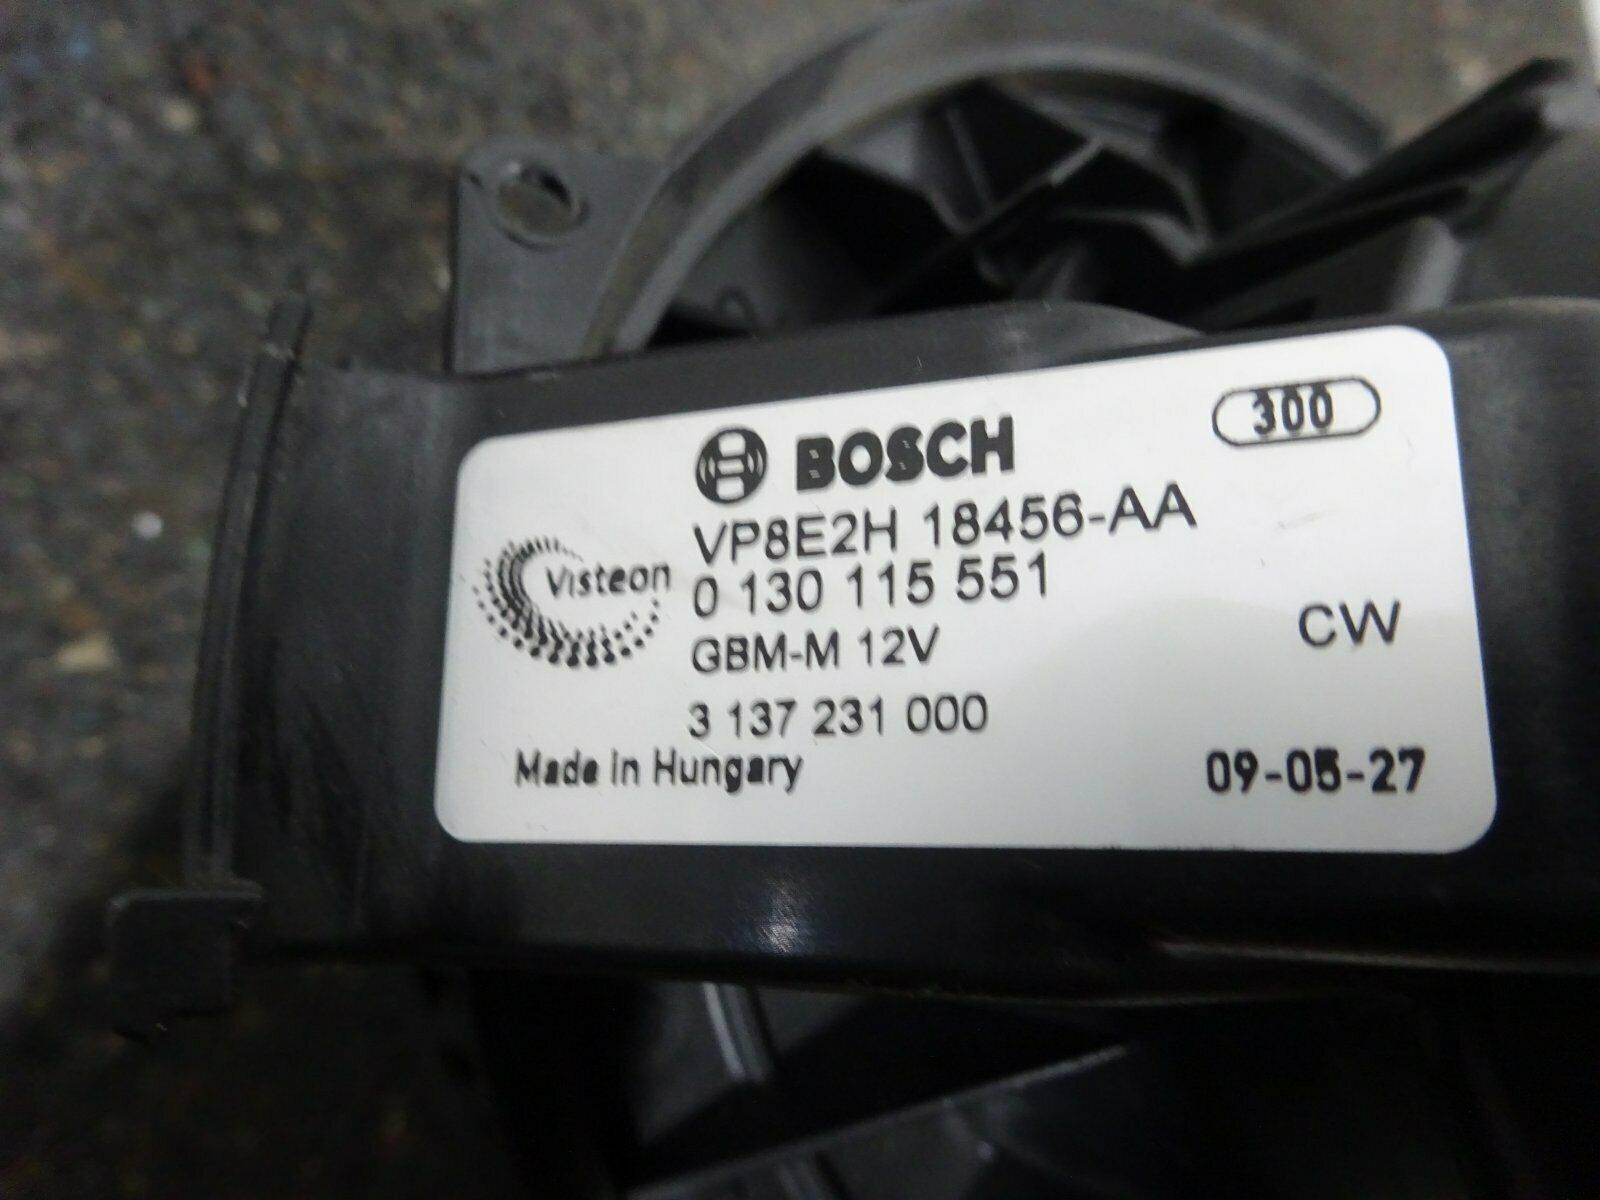 BOSCH
300
VP8E2H 18456-AA
Visteon
0 130 115 551
GBM-M 12V
CW
3 137 231 000
Made in Hungary
09-05-27